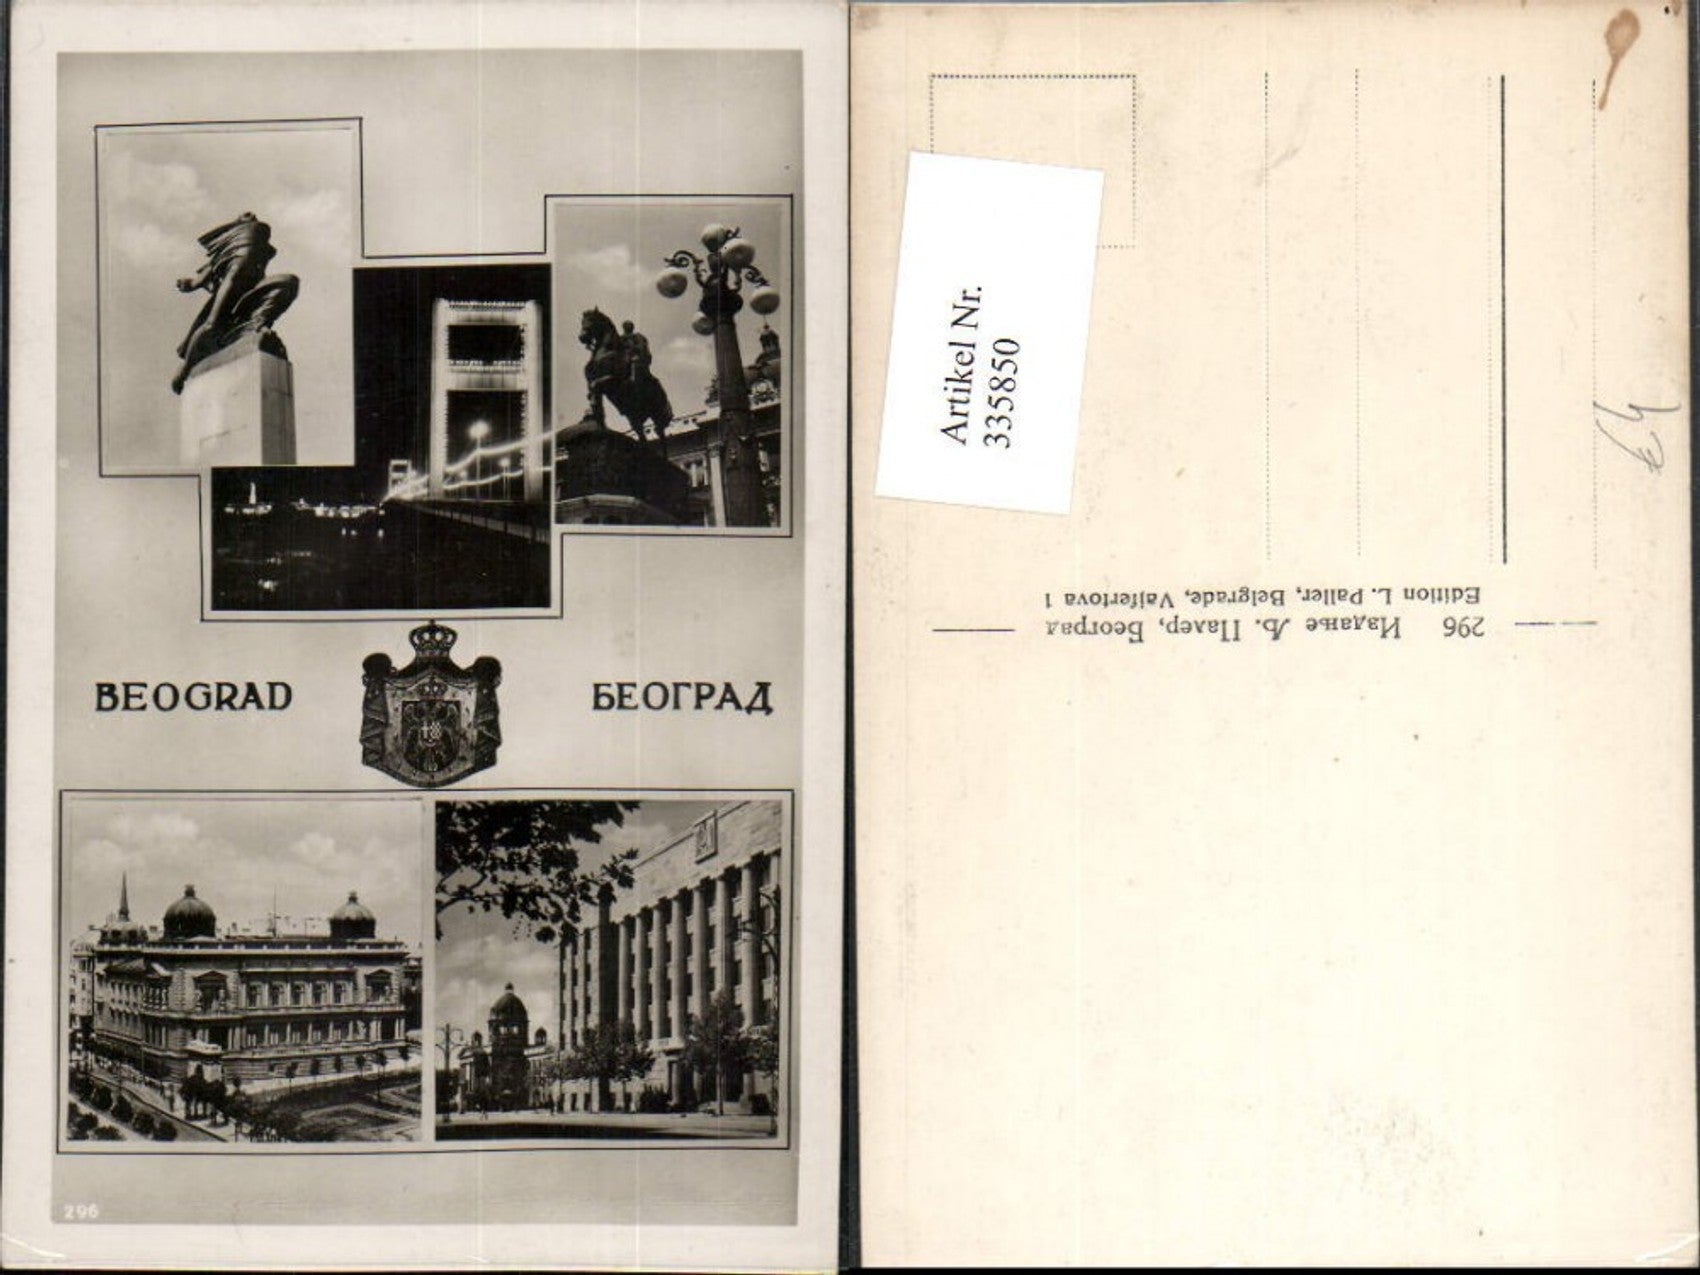 BEOGRAD
БЕОГРАД
296
Artikel Nr.
335850
296 Издање Љ. Палер, Београд
Edition L. Paller, Belgrade, Vajfertova 1